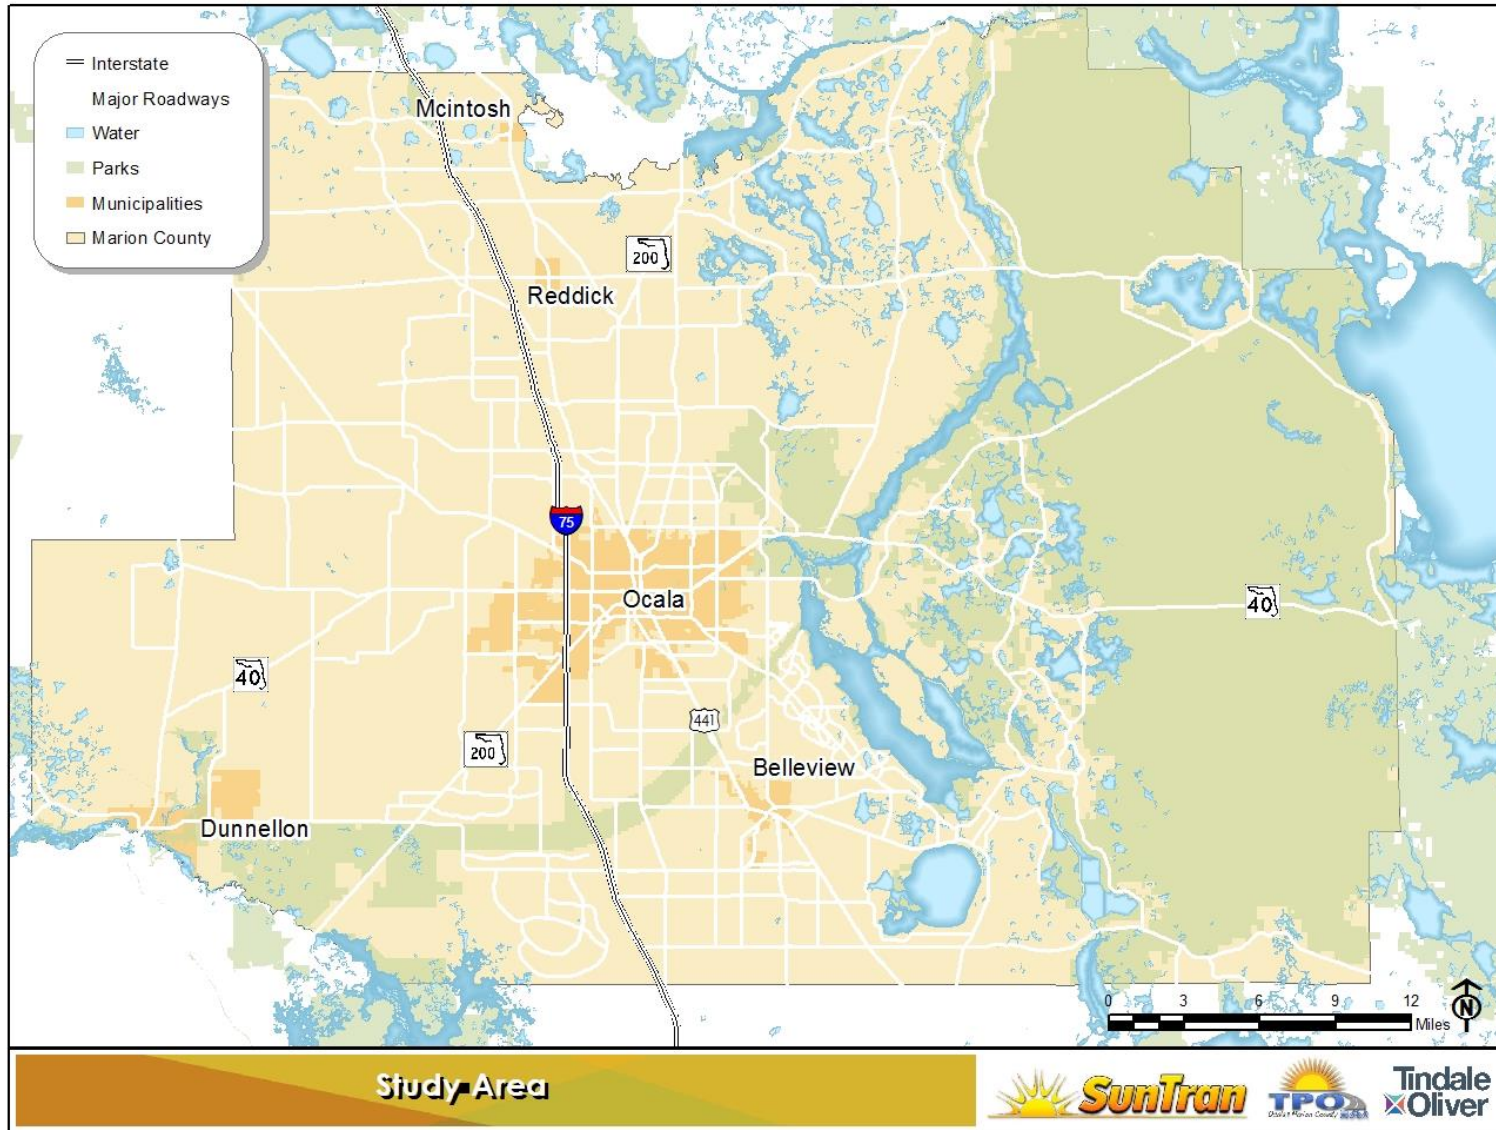 Interstate
Major Roadways
Water
Parks
Municipalities
Marion County
Mcintosh
200
Reddick
75
Ocala
40
40
441
200
Belleview
Dunnellon
0 3 6 9 12
Miles
N
Study Area
SunTran
TPO
Tindale
Oliver